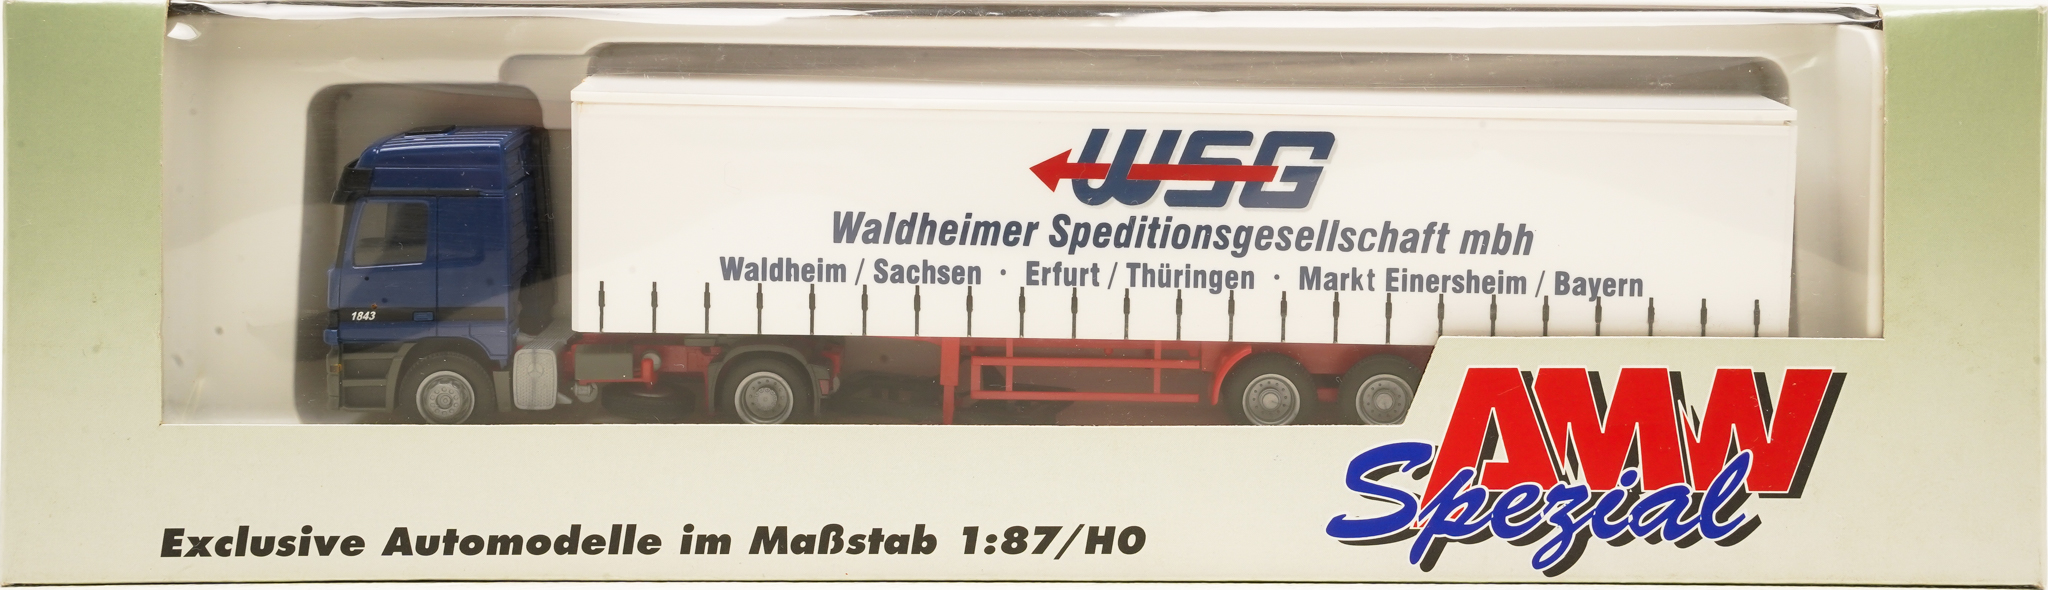 WSG
Waldheimer Speditionsgesellschaft mbh
Waldheim / Sachsen · Erfurt / Thüringen · Markt Einersheim / Bayern
1843
AMW
Spezial
Exclusive Automodelle im Maßstab 1:87/H0